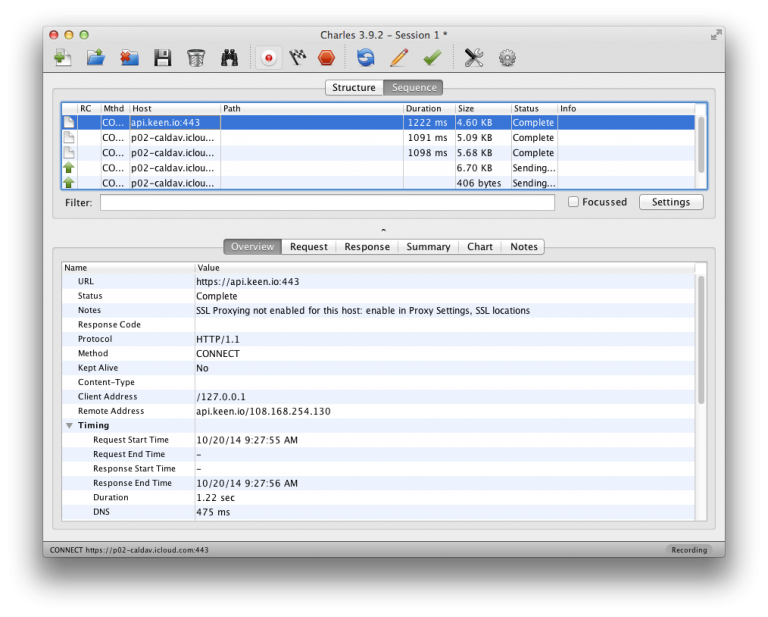 Charles 3.9.2 – Session 1 *
Structure Sequence
RC Mthd Host Path Duration Size Status Info
CO... api.keen.io:443 1222 ms 4.60 KB Complete
CO... p02-caldav.iclou... 1091 ms 5.09 KB Complete
CO... p02-caldav.iclou... 1098 ms 5.68 KB Complete
CO... p02-caldav.iclou... 6.70 KB Sending...
CO... p02-caldav.iclou... 406 bytes Sending...
Filter: Focussed Settings
Overview Request Response Summary Chart Notes
Name Value
URL https://api.keen.io:443
Status Complete
Notes SSL Proxying not enabled for this host: enable in Proxy Settings, SSL locations
Response Code
Protocol HTTP/1.1
Method CONNECT
Kept Alive No
Content-Type
Client Address /127.0.0.1
Remote Address api.keen.io/108.168.254.130
Timing
Request Start Time 10/20/14 9:27:55 AM
Request End Time –
Response Start Time –
Response End Time 10/20/14 9:27:56 AM
Duration 1.22 sec
DNS 475 ms
CONNECT https://p02-caldav.icloud.com:443 Recording